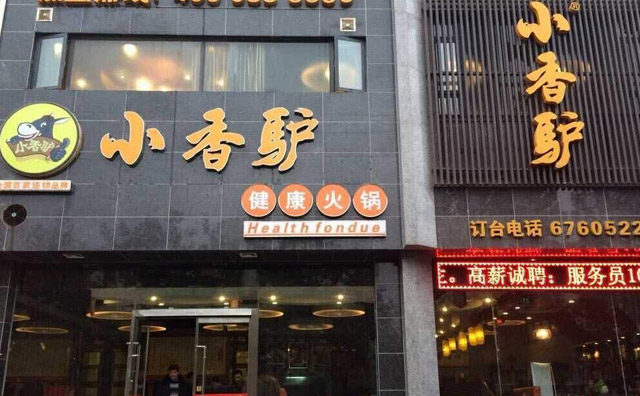 小香驴
小香驴
健康火锅
Health fondue
小香驴®
订台电话 6760522
高薪诚聘：服务员